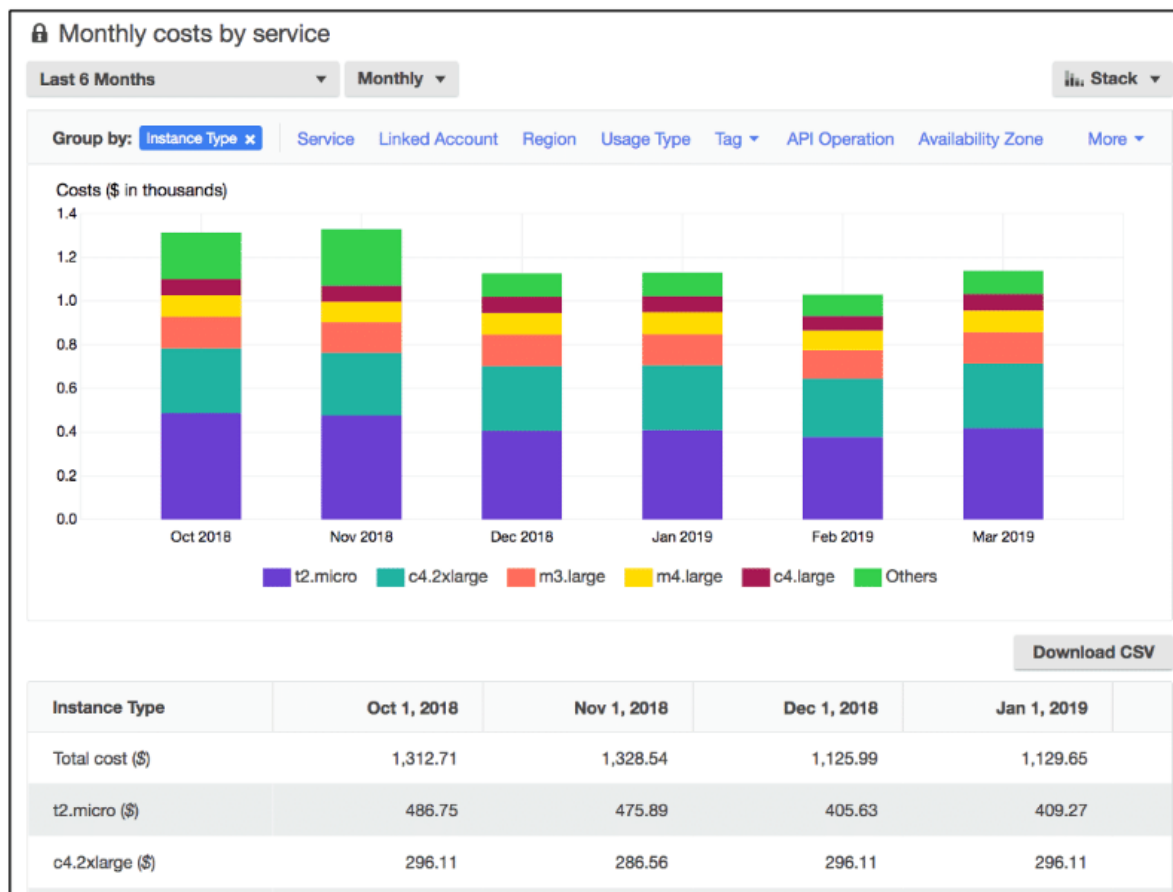 Monthly costs by service
Last 6 Months Monthly Stack
Group by: Instance Type × Service Linked Account Region Usage Type Tag API Operation Availability Zone More
Costs ($ in thousands)
1.4
1.2
1.0
0.8
0.6
0.4
0.2
0.0
Oct 2018 Nov 2018 Dec 2018 Jan 2019 Feb 2019 Mar 2019
t2.micro c4.2xlarge m3.large m4.large c4.large Others
Download CSV
Instance Type Oct 1, 2018 Nov 1, 2018 Dec 1, 2018 Jan 1, 2019
Total cost ($) 1,312.71 1,328.54 1,125.99 1,129.65
t2.micro ($) 486.75 475.89 405.63 409.27
c4.2xlarge ($) 296.11 286.56 296.11 296.11